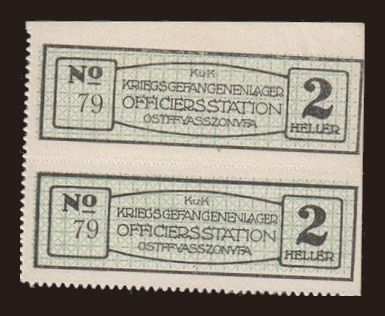 No
79
K.u.K
KRIEGSGEFANGENENLAGER
OFFICIERSSTATION
OSTFFYASSZONYFA
2
HELLER
No
79
K.u.K
KRIEGSGEFANGENENLAGER
OFFICIERSSTATION
OSTFFYASSZONYFA
2
HELLER